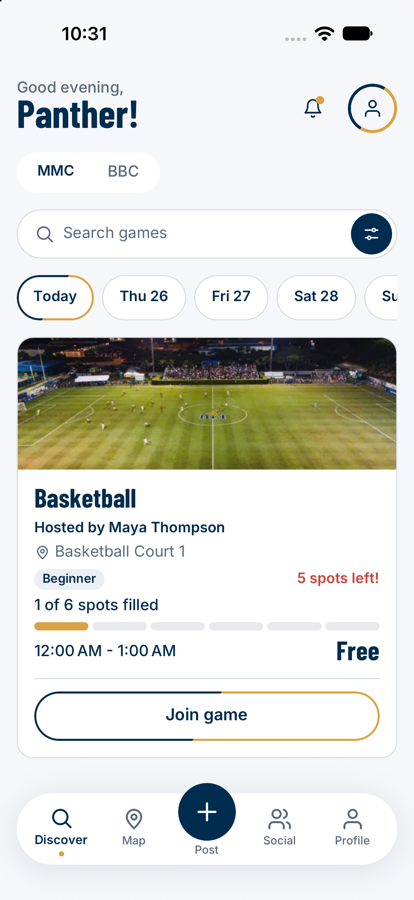 10:31
Good evening,
Panther!
MMC BBC
Search games
Today Thu 26 Fri 27 Sat 28 Su
Basketball
Hosted by Maya Thompson
Basketball Court 1
Beginner 5 spots left!
1 of 6 spots filled
12:00 AM - 1:00 AM Free
Join game
Discover Map Post Social Profile